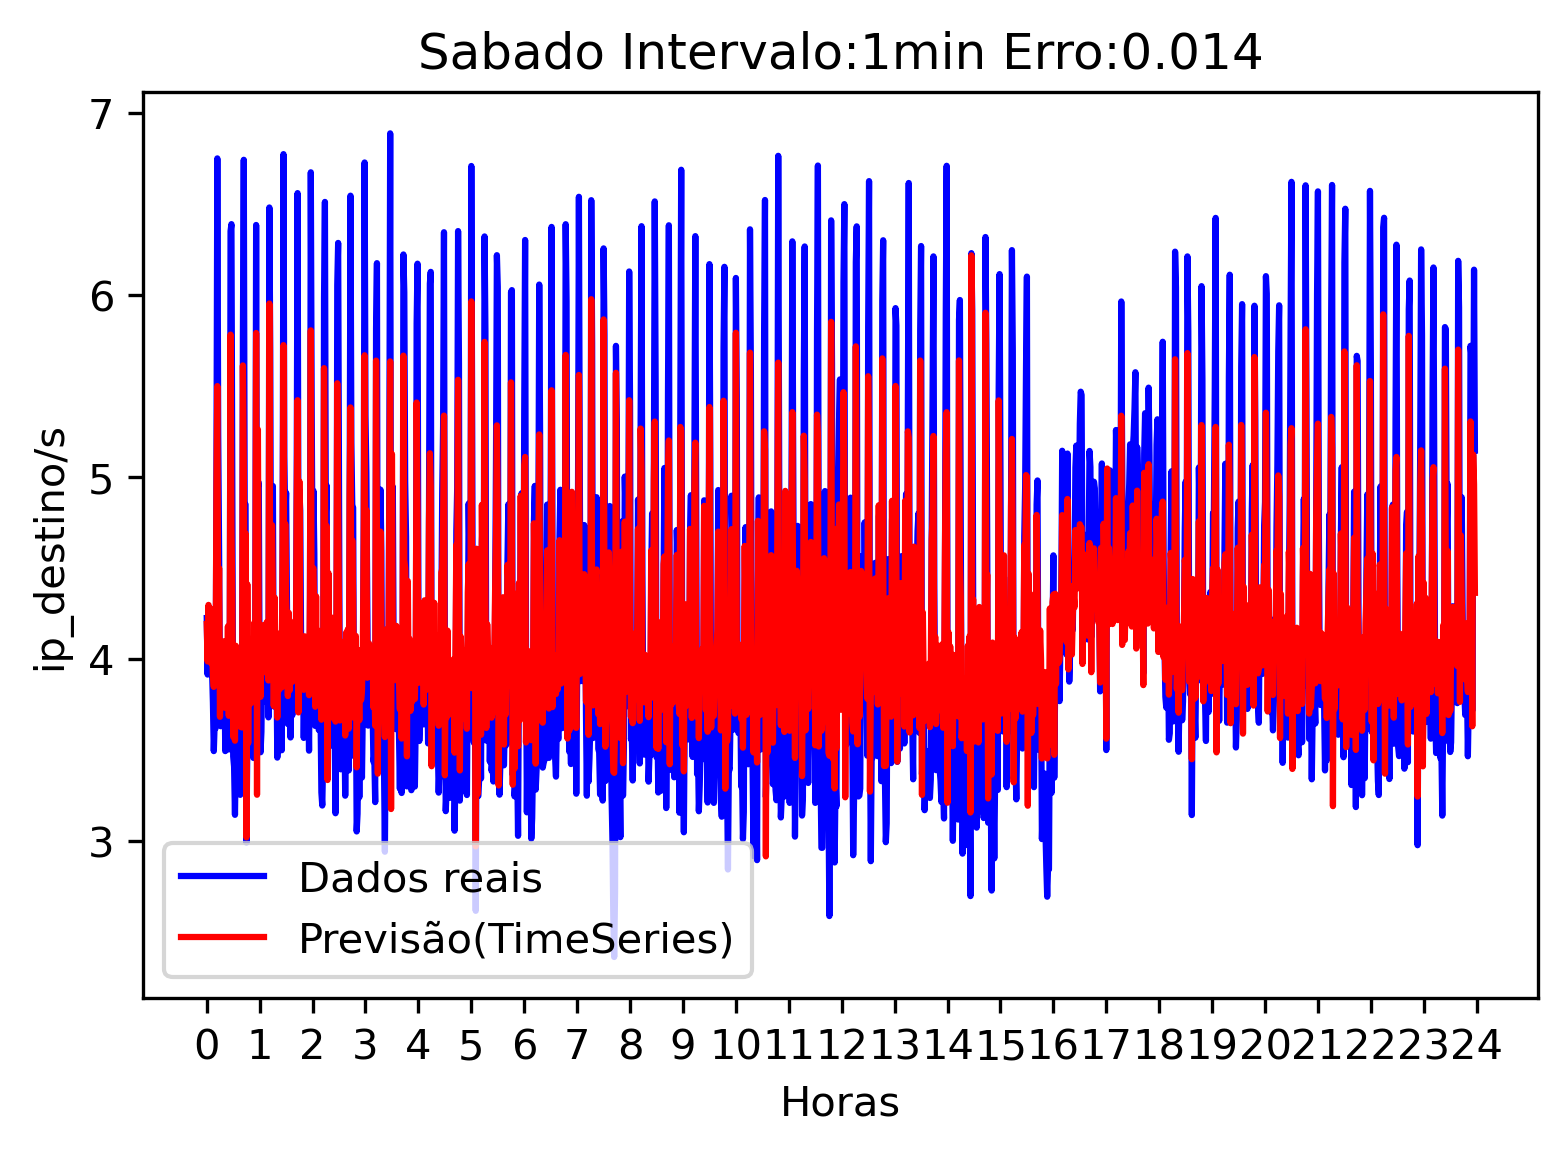 Sabado Intervalo:1min Erro:0.014
7
6
5
4
3
ip_destino/s
Dados reais
Previsão(TimeSeries)
0 1 2 3 4 5 6 7 8 9 10 11 12 13 14 15 16 17 18 19 20 21 22 23 24
Horas